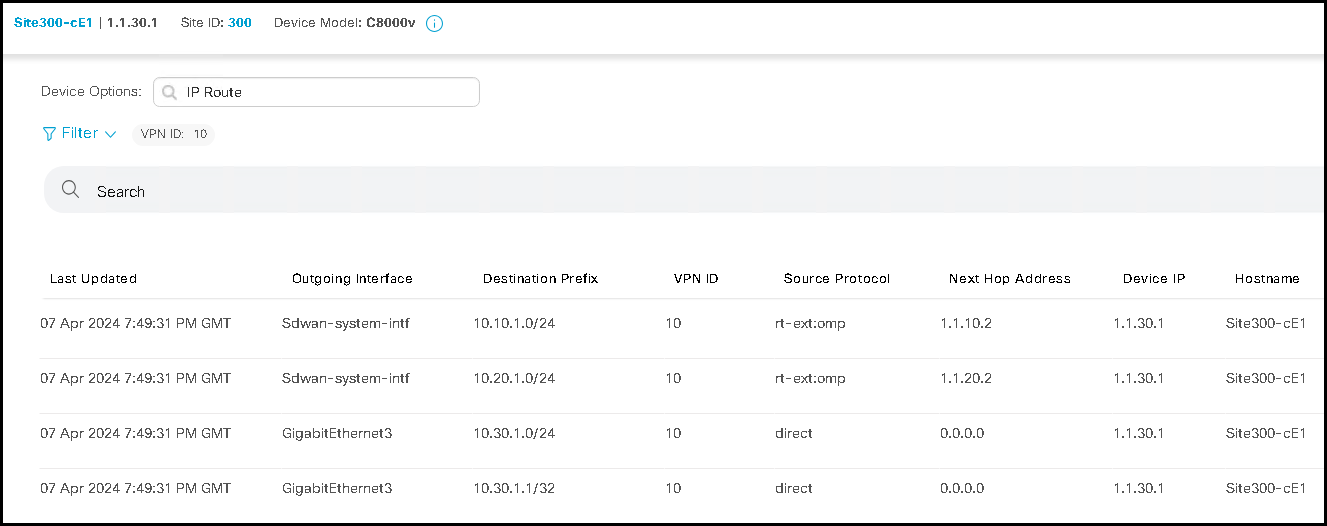 Site300-cE1 | 1.1.30.1 Site ID: 300 Device Model: C8000v
Device Options: IP Route
Filter VPN ID: 10
Search
Last Updated Outgoing Interface Destination Prefix VPN ID Source Protocol Next Hop Address Device IP Hostname
07 Apr 2024 7:49:31 PM GMT Sdwan-system-intf 10.10.1.0/24 10 rt-ext:omp 1.1.10.2 1.1.30.1 Site300-cE1
07 Apr 2024 7:49:31 PM GMT Sdwan-system-intf 10.20.1.0/24 10 rt-ext:omp 1.1.20.2 1.1.30.1 Site300-cE1
07 Apr 2024 7:49:31 PM GMT GigabitEthernet3 10.30.1.0/24 10 direct 0.0.0.0 1.1.30.1 Site300-cE1
07 Apr 2024 7:49:31 PM GMT GigabitEthernet3 10.30.1.1/32 10 direct 0.0.0.0 1.1.30.1 Site300-cE1